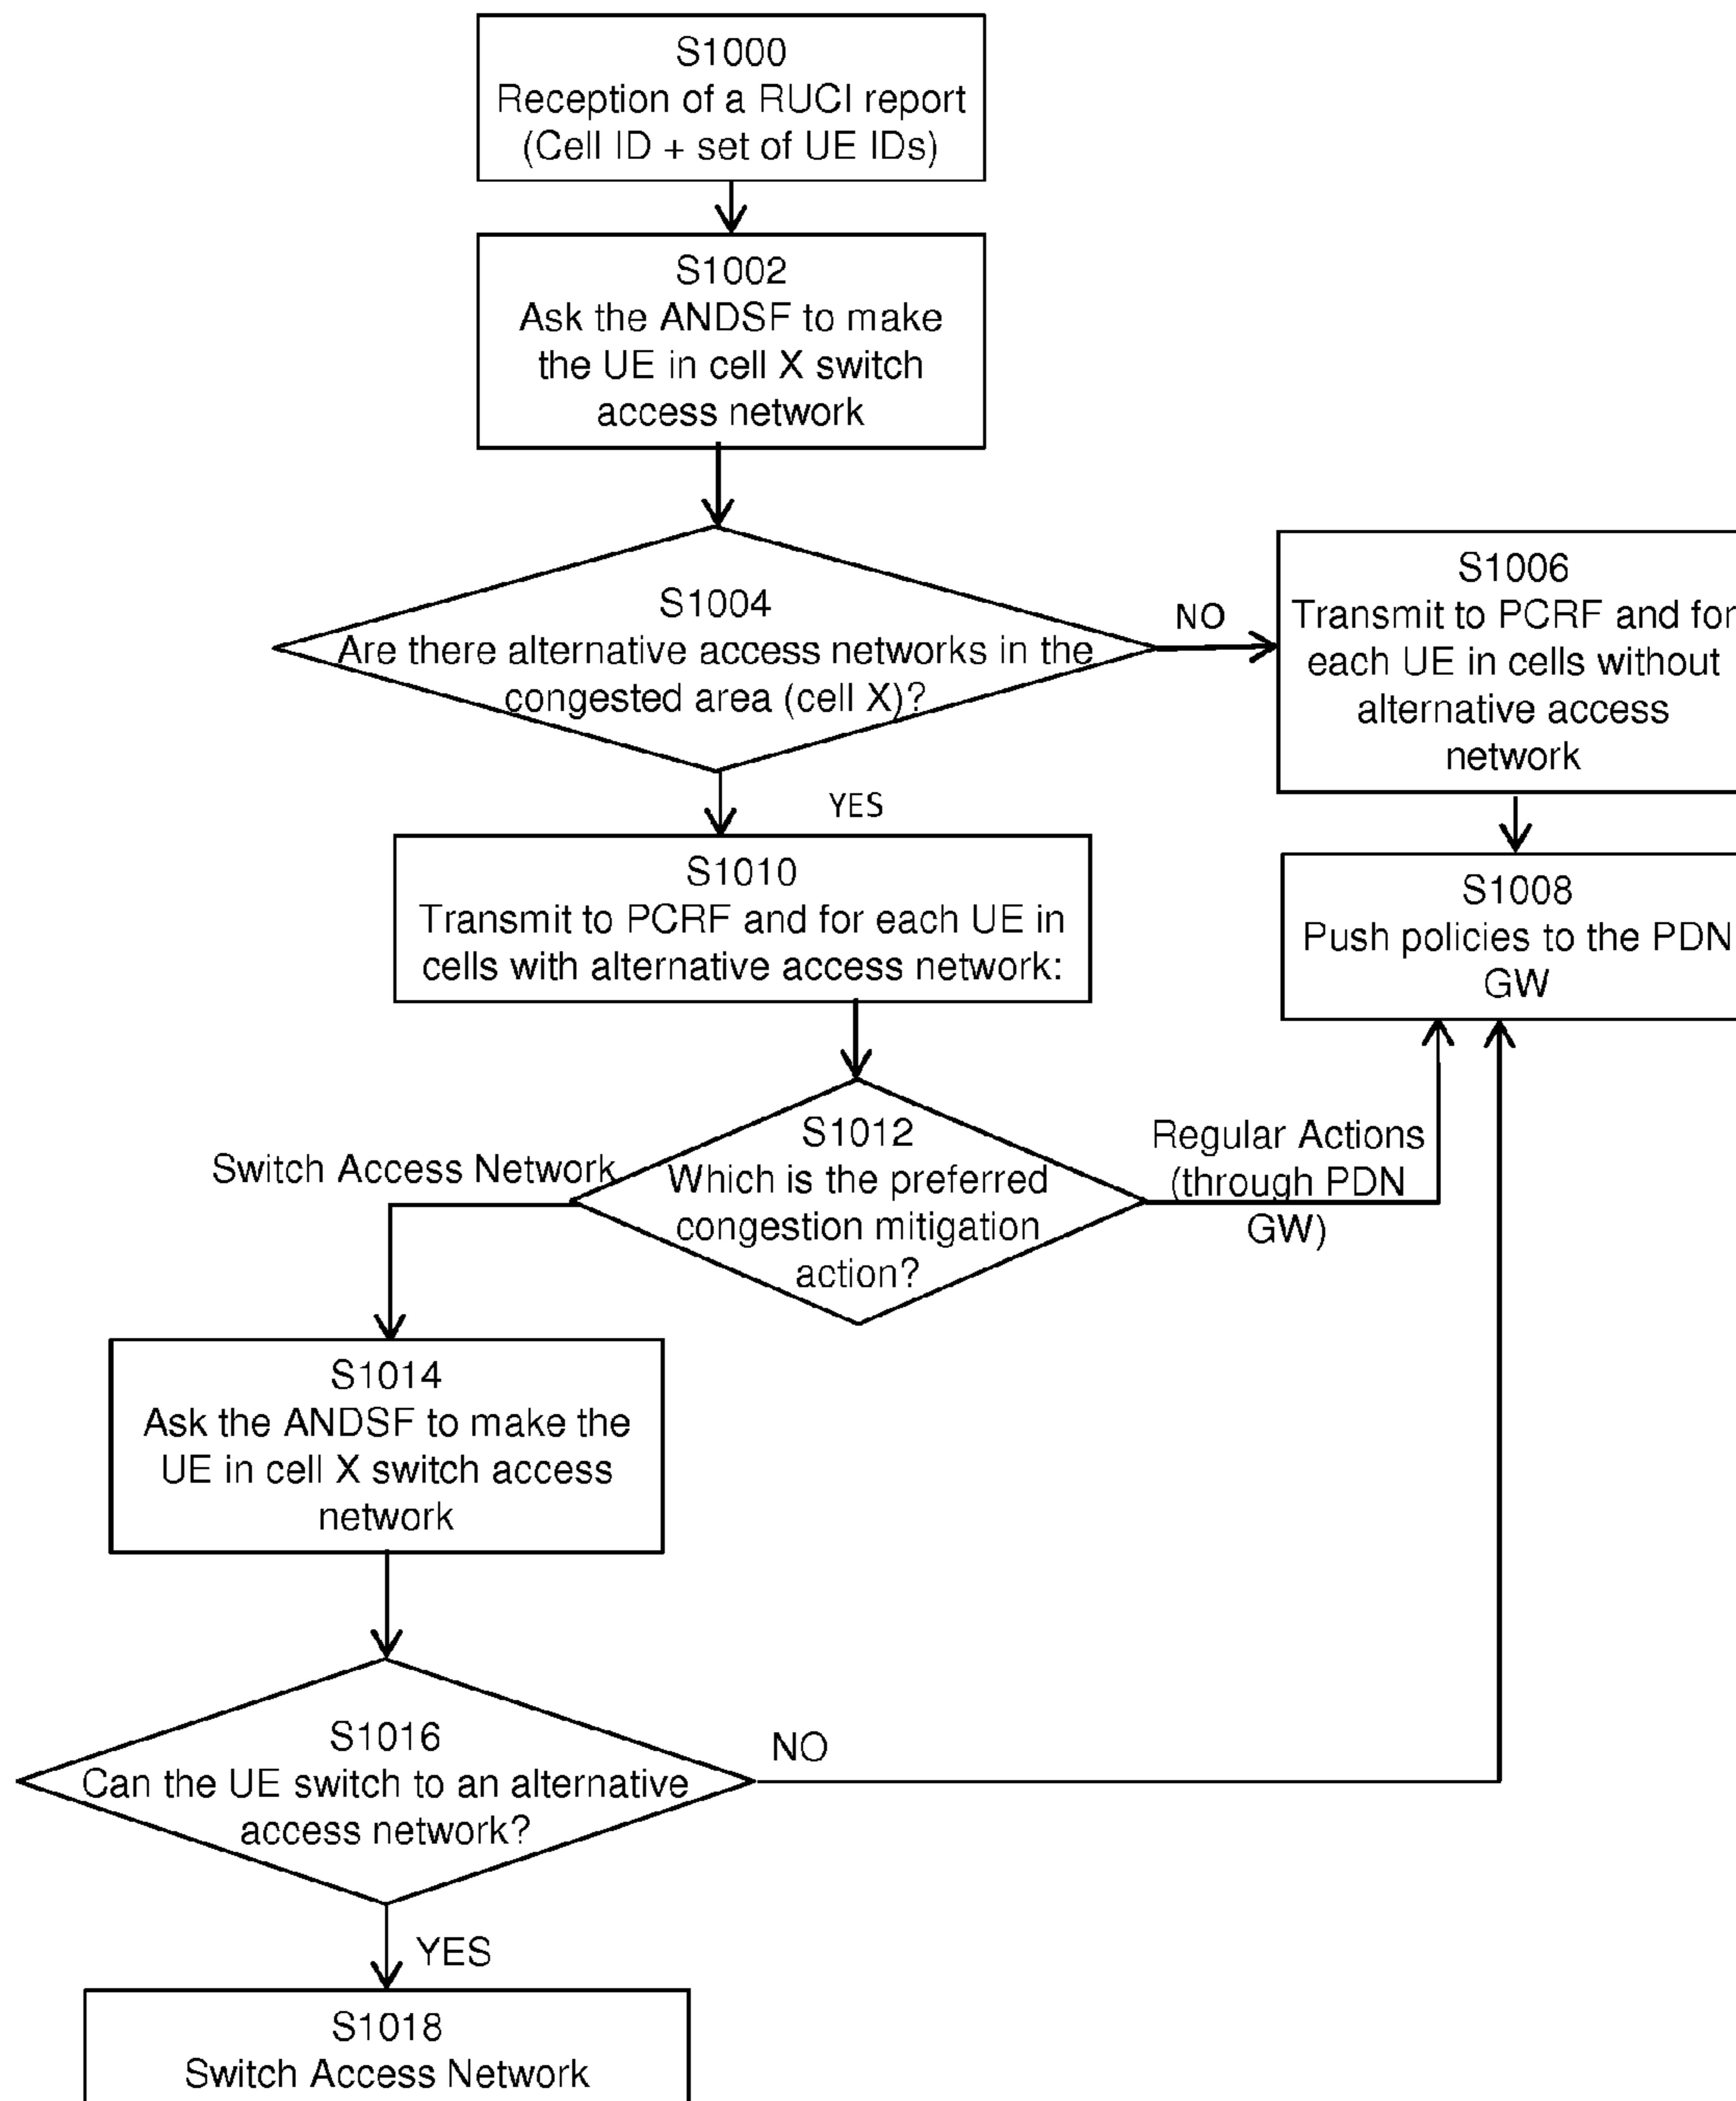 S1000
Reception of a RUCI report
(Cell ID + set of UE IDs)
S1002
Ask the ANDSF to make
the UE in cell X switch
access network
S1004
Are there alternative access networks in the
congested area (cell X)?
NO
S1006
Transmit to PCRF and for
each UE in cells without
alternative access
network
YES
S1010
Transmit to PCRF and for each UE in
cells with alternative access network:
S1008
Push policies to the PDN
GW
Switch Access Network
S1012
Which is the preferred
congestion mitigation
action?
Regular Actions
(through PDN
GW)
S1014
Ask the ANDSF to make the
UE in cell X switch access
network
S1016
Can the UE switch to an alternative
access network?
NO
YES
S1018
Switch Access Network